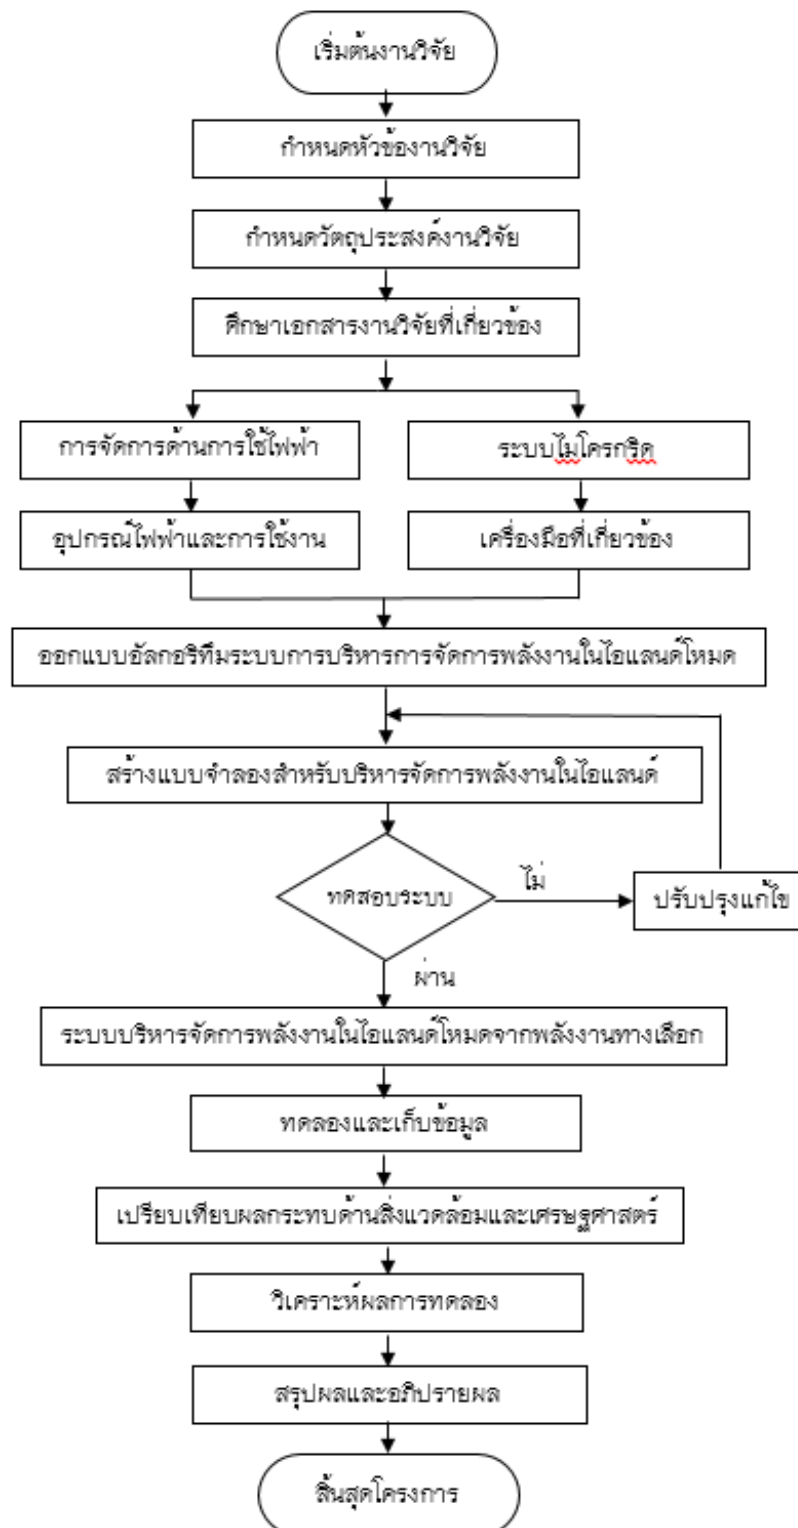 เริ่มต้นงานวิจัย
กำหนดหัวข้องานวิจัย
กำหนดวัตถุประสงค์งานวิจัย
ศึกษาเอกสารงานวิจัยที่เกี่ยวข้อง
การจัดการด้านการใช้ไฟฟ้า
ระบบไมโครกริด
อุปกรณ์ไฟฟ้าและการใช้งาน
เครื่องมือที่เกี่ยวข้อง
ออกแบบอัลกอริทึมระบบการบริหารการจัดการพลังงานในไอแลนด์โหมด
สร้างแบบจำลองสำหรับบริหารจัดการพลังงานในไอแลนด์
ทดสอบระบบ
ไม่
ปรับปรุงแก้ไข
ผ่าน
ระบบบริหารจัดการพลังงานในไอแลนด์โหมดจากพลังงานทางเลือก
ทดลองและเก็บข้อมูล
เปรียบเทียบผลกระทบด้านสิ่งแวดล้อมและเศรษฐศาสตร์
วิเคราะห์ผลการทดลอง
สรุปผลและอภิปรายผล
สิ้นสุดโครงการ